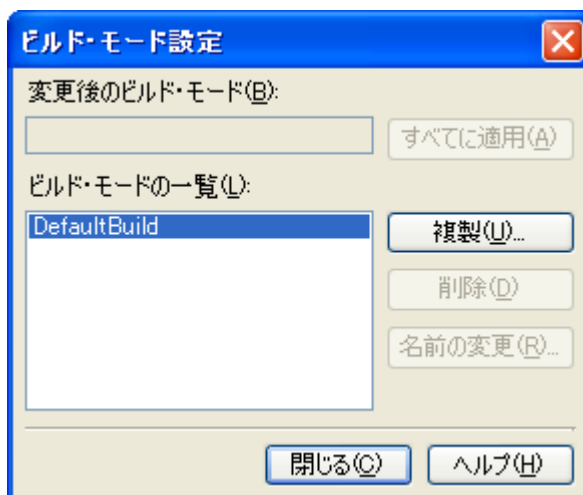 ビルド・モード設定
変更後のビルド・モード(B):
すべてに適用(A)
ビルド・モードの一覧(L):
DefaultBuild
複製(U)...
削除(D)
名前の変更(R)...
閉じる(C)
ヘルプ(H)